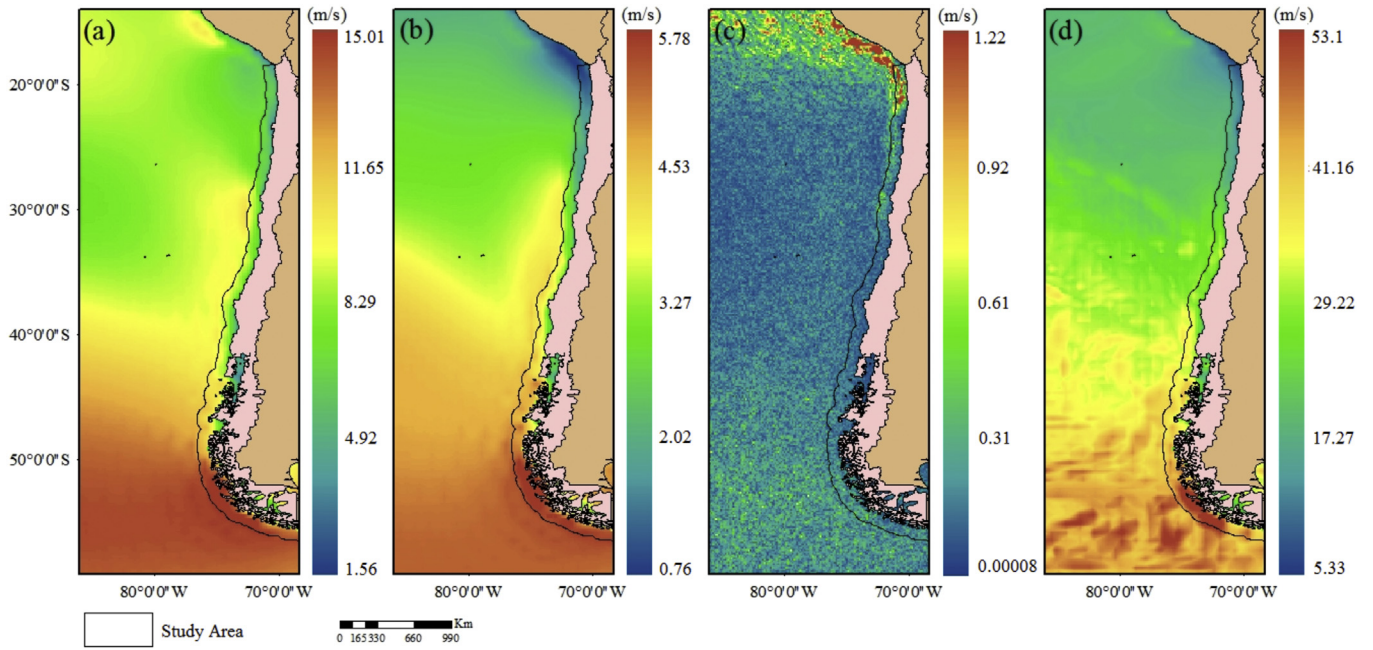 (a) (m/s) (b) (m/s) (c) (m/s) (d) (m/s)
15.01 5.78 1.22 53.1
20°0'0"S
11.65 4.53 0.92 :41.16
30°0'0"S
8.29 3.27 0.61 29.22
40°0'0"S
4.92 2.02 0.31 17.27
50°0'0"S
1.56 0.76 0.00008 5.33
80°0'0"W 70°0'0"W 80°0'0"W 70°0'0"W 80°0'0"W 70°0'0"W 80°0'0"W 70°0'0"W
Study Area
Km
0 165 330 660 990